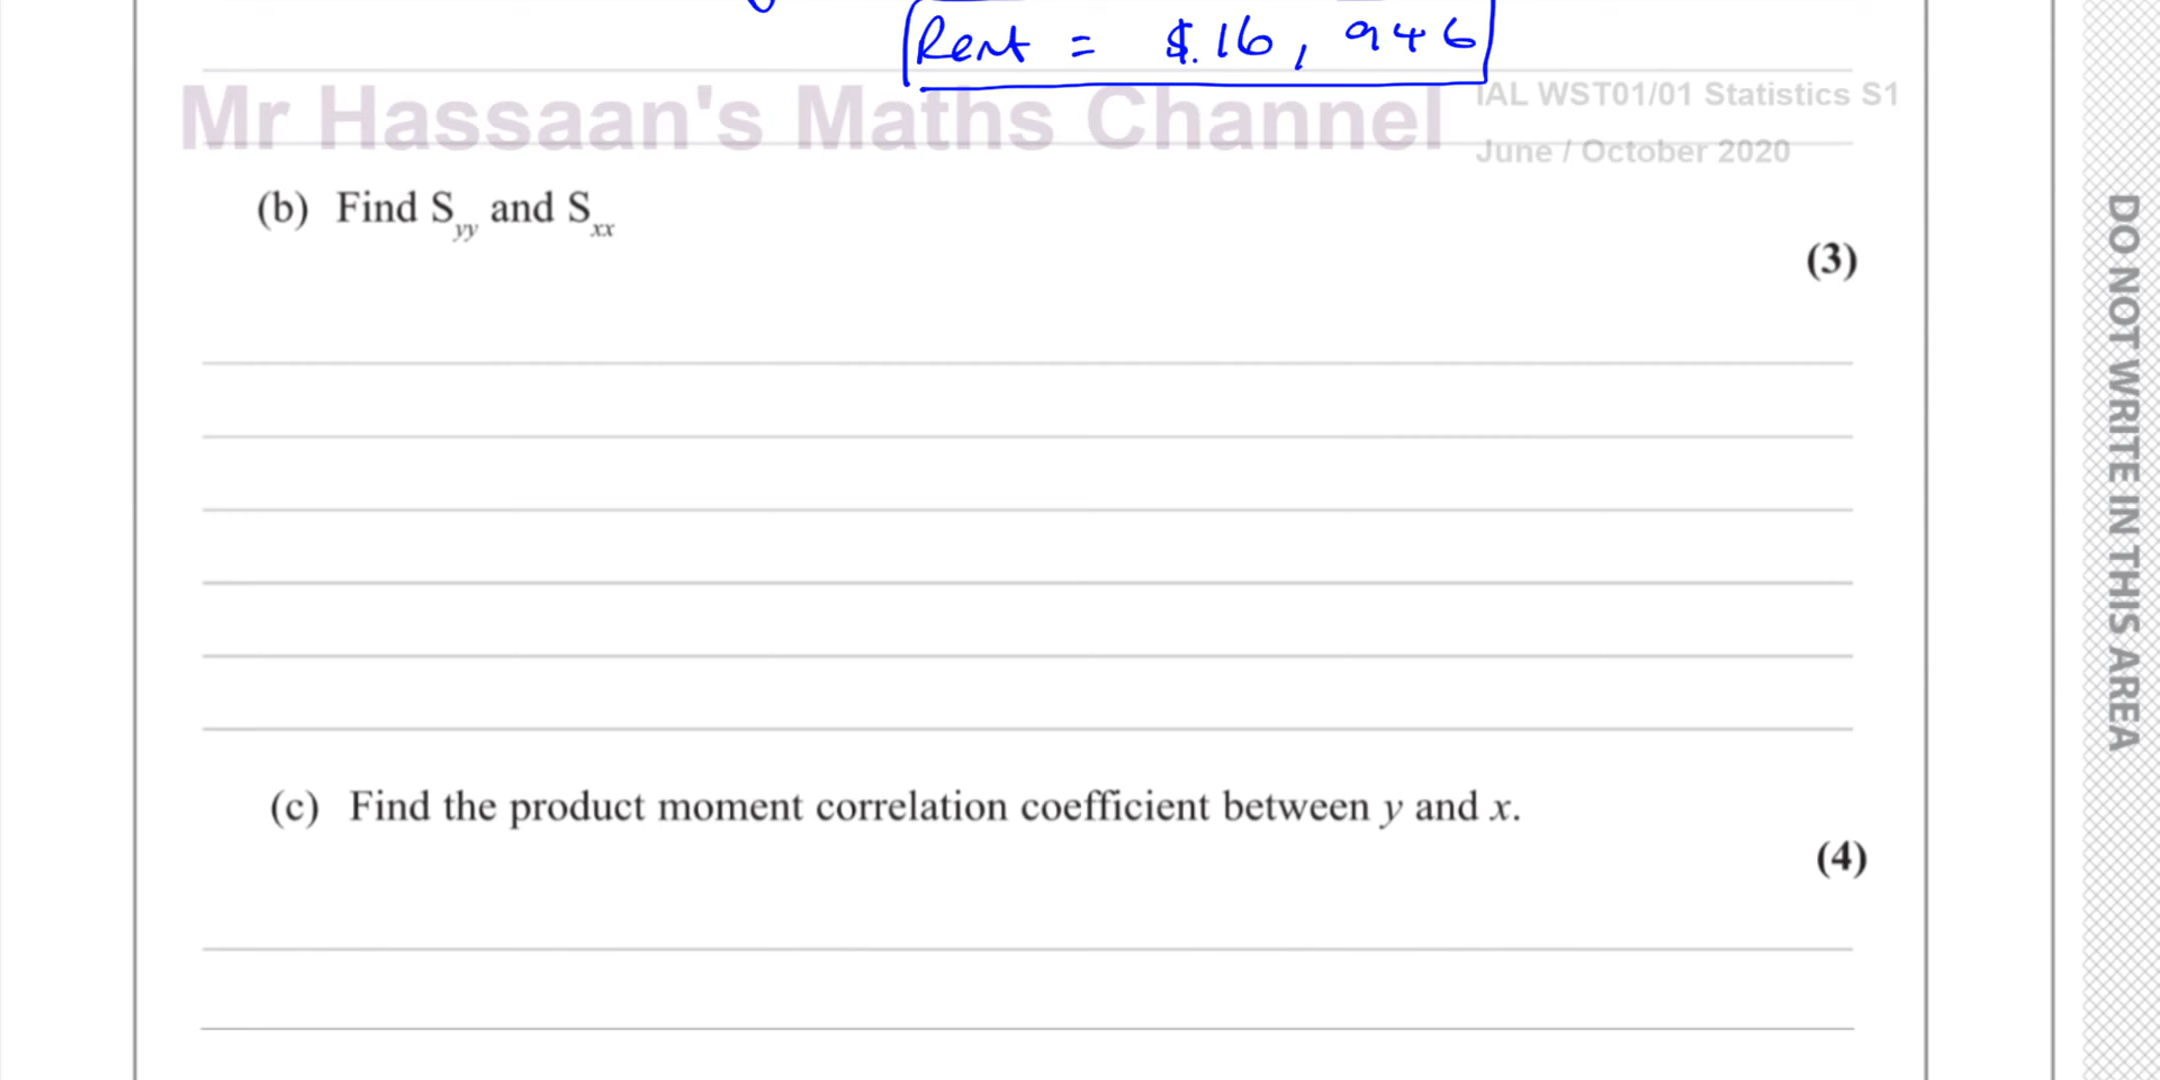 Rent = $.16,946
Mr Hassaan's Maths Channel
IAL WST01/01 Statistics S1
June / October 2020
(b) Find Syy and Sxx
(3)
(c) Find the product moment correlation coefficient between y and x.
(4)
DO NOT WRITE IN THIS AREA